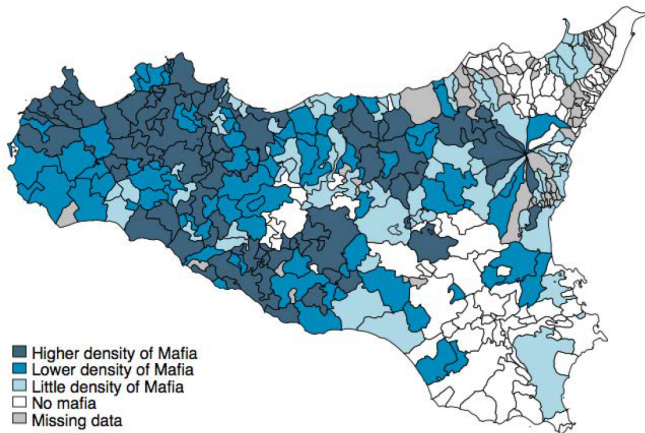 Higher density of Mafia
Lower density of Mafia
Little density of Mafia
No mafia
Missing data